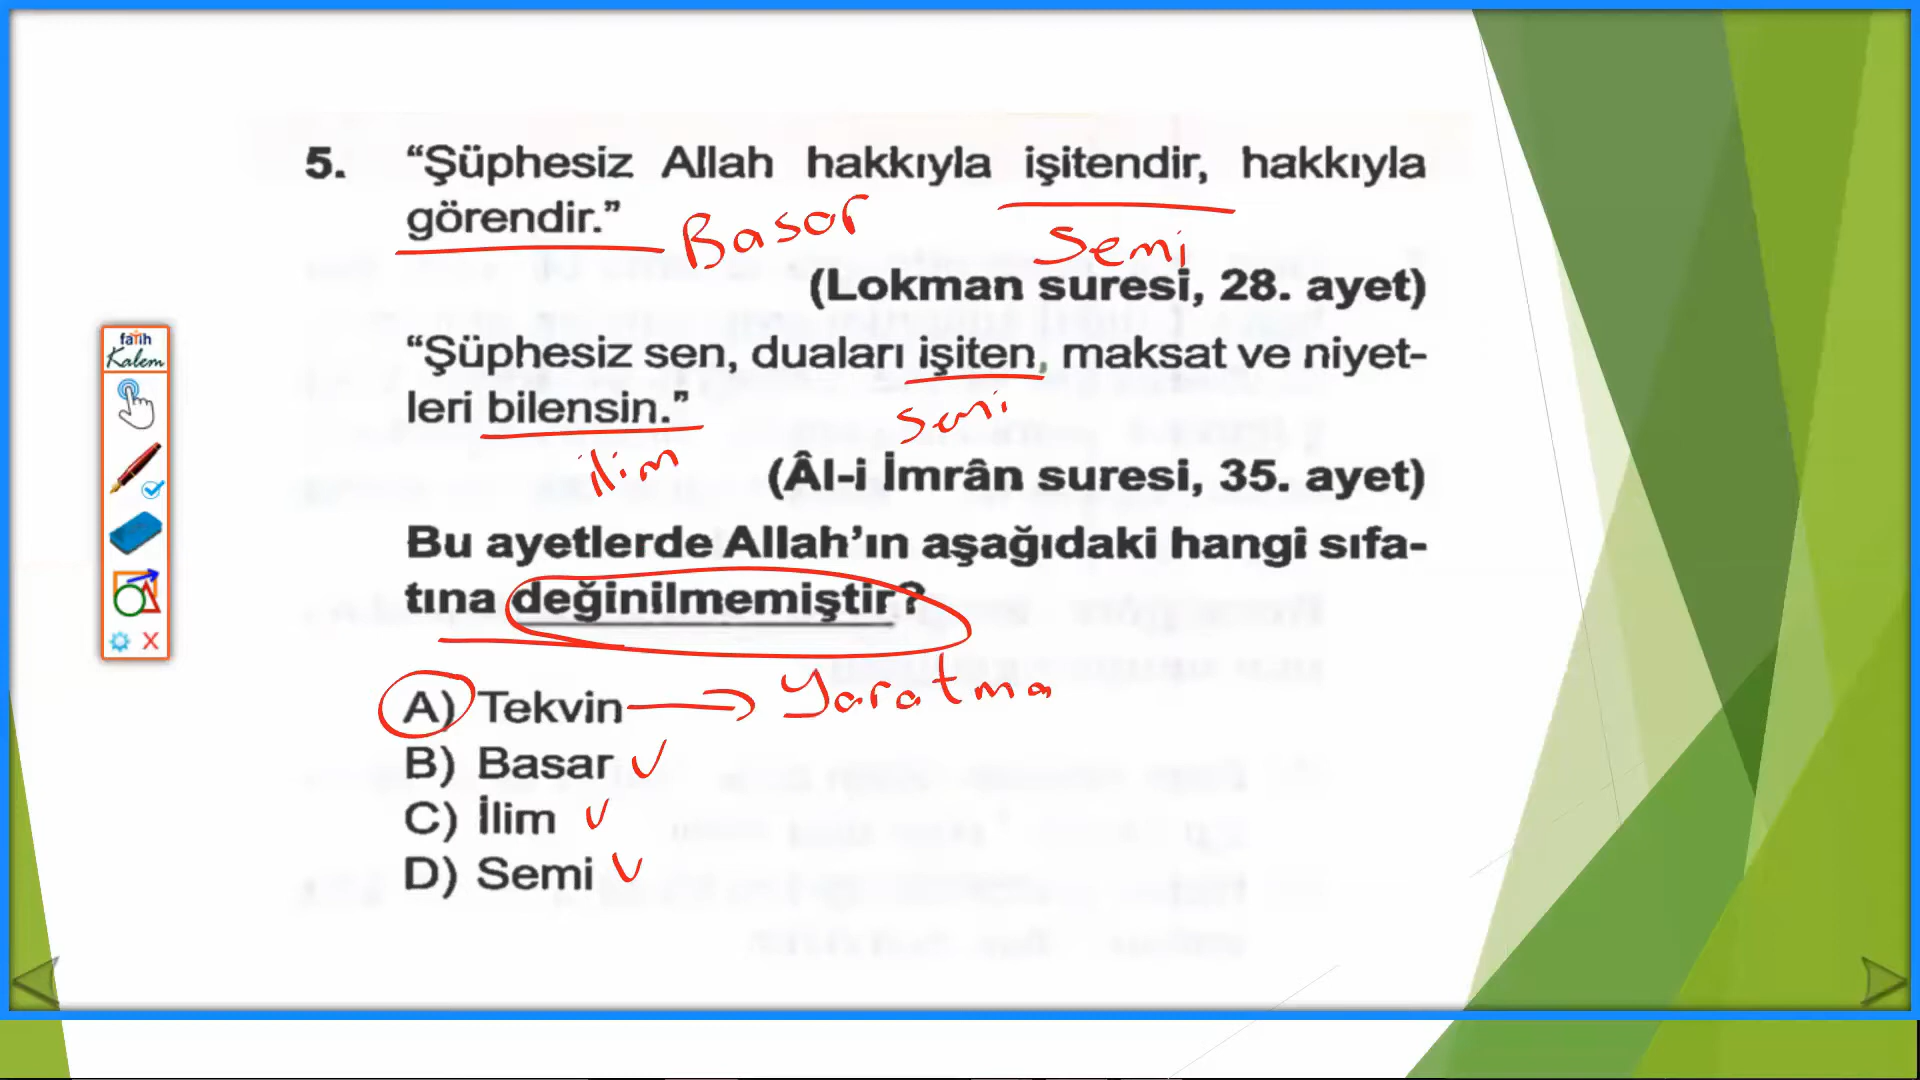 5. “Şüphesiz Allah hakkıyla işitendir, hakkıyla
görendir.” Basar
Semi
(Lokman suresi, 28. ayet)
“Şüphesiz sen, duaları işiten, maksat ve niyet-
leri bilensin.”
Semi
ilim
(Âl-i İmrân suresi, 35. ayet)
Bu ayetlerde Allah’ın aşağıdaki hangi sıfa-
tına değinilmemiştir?
A) Tekvin → Yaratma
B) Basar ✓
C) İlim ✓
D) Semi ✓
fatih
Kalem